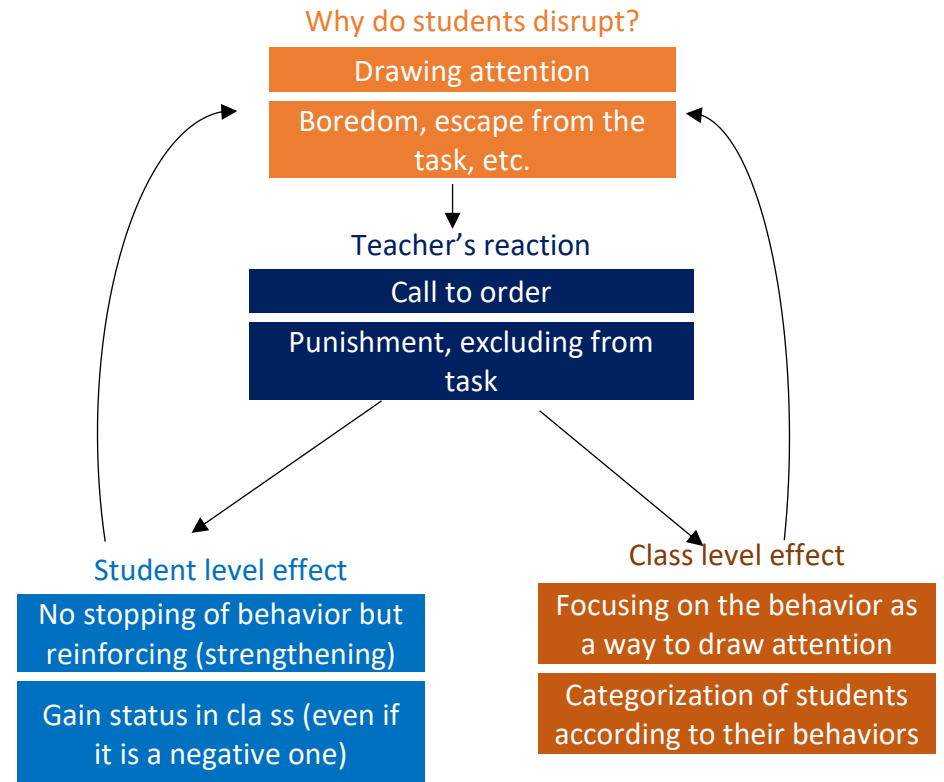 Why do students disrupt?
Drawing attention
Boredom, escape from the
task, etc.
Teacher’s reaction
Call to order
Punishment, excluding from
task
Student level effect
No stopping of behavior but
reinforcing (strengthening)
Gain status in cla ss (even if
it is a negative one)
Class level effect
Focusing on the behavior as
a way to draw attention
Categorization of students
according to their behaviors